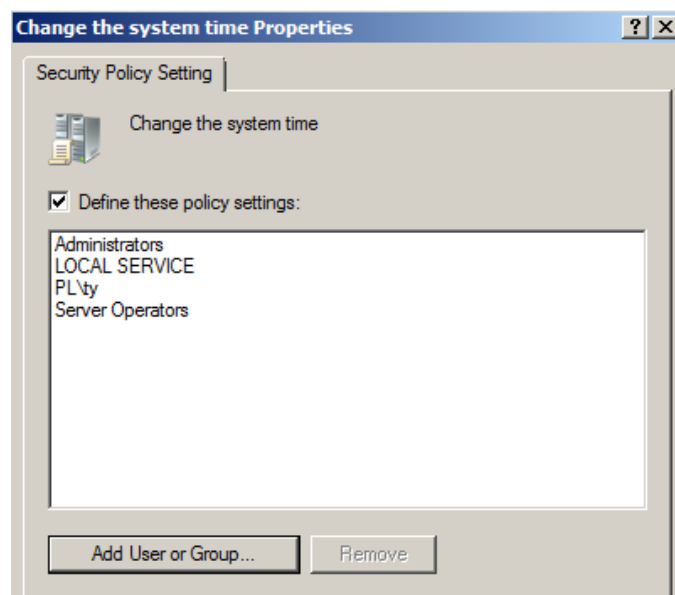 Change the system time Properties
Security Policy Setting
Change the system time
Define these policy settings:
Administrators
LOCAL SERVICE
PL\ty
Server Operators
Add User or Group...
Remove